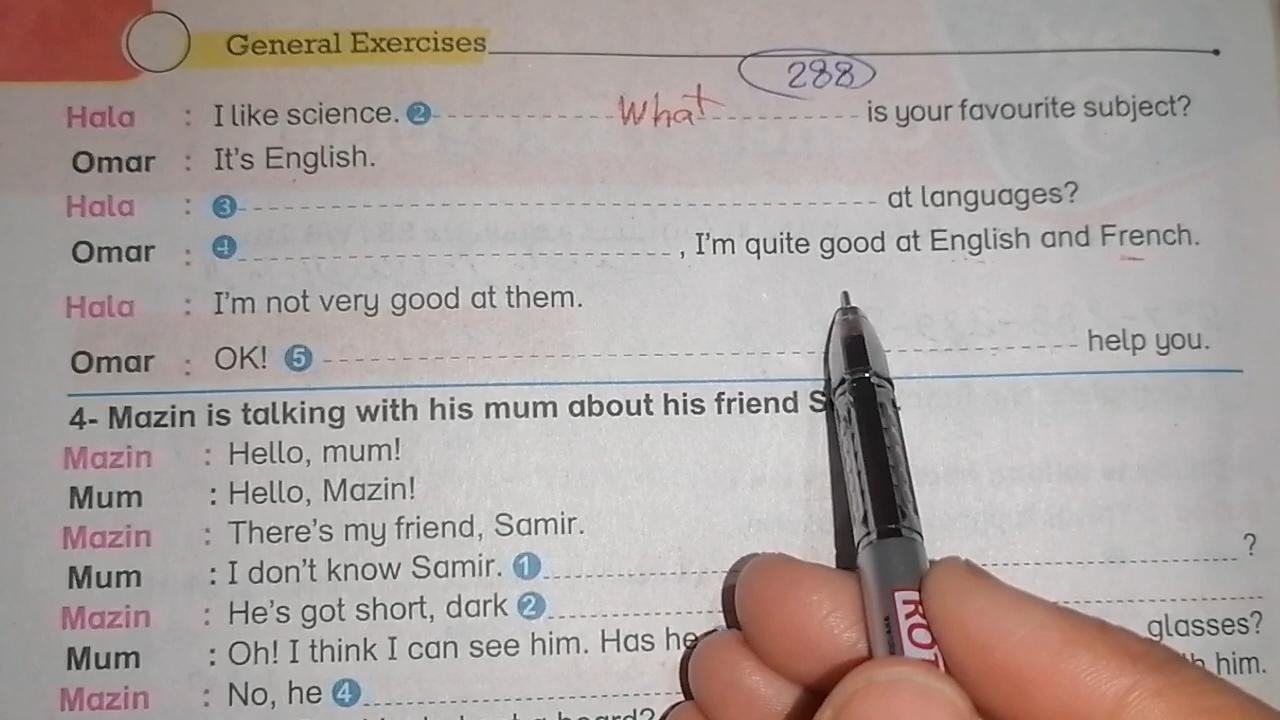 General Exercises
288
Hala : I like science. 2 What is your favourite subject?
Omar : It's English.
Hala : 3 at languages?
Omar : 4 , I'm quite good at English and French.
Hala : I'm not very good at them.
Omar : OK! 5 help you.
4- Mazin is talking with his mum about his friend
Mazin : Hello, mum!
Mum : Hello, Mazin!
Mazin : There's my friend, Samir.
Mum : I don't know Samir. 1 ?
Mazin : He's got short, dark 2
Mum : Oh! I think I can see him. Has he glasses?
Mazin : No, he 4 him.